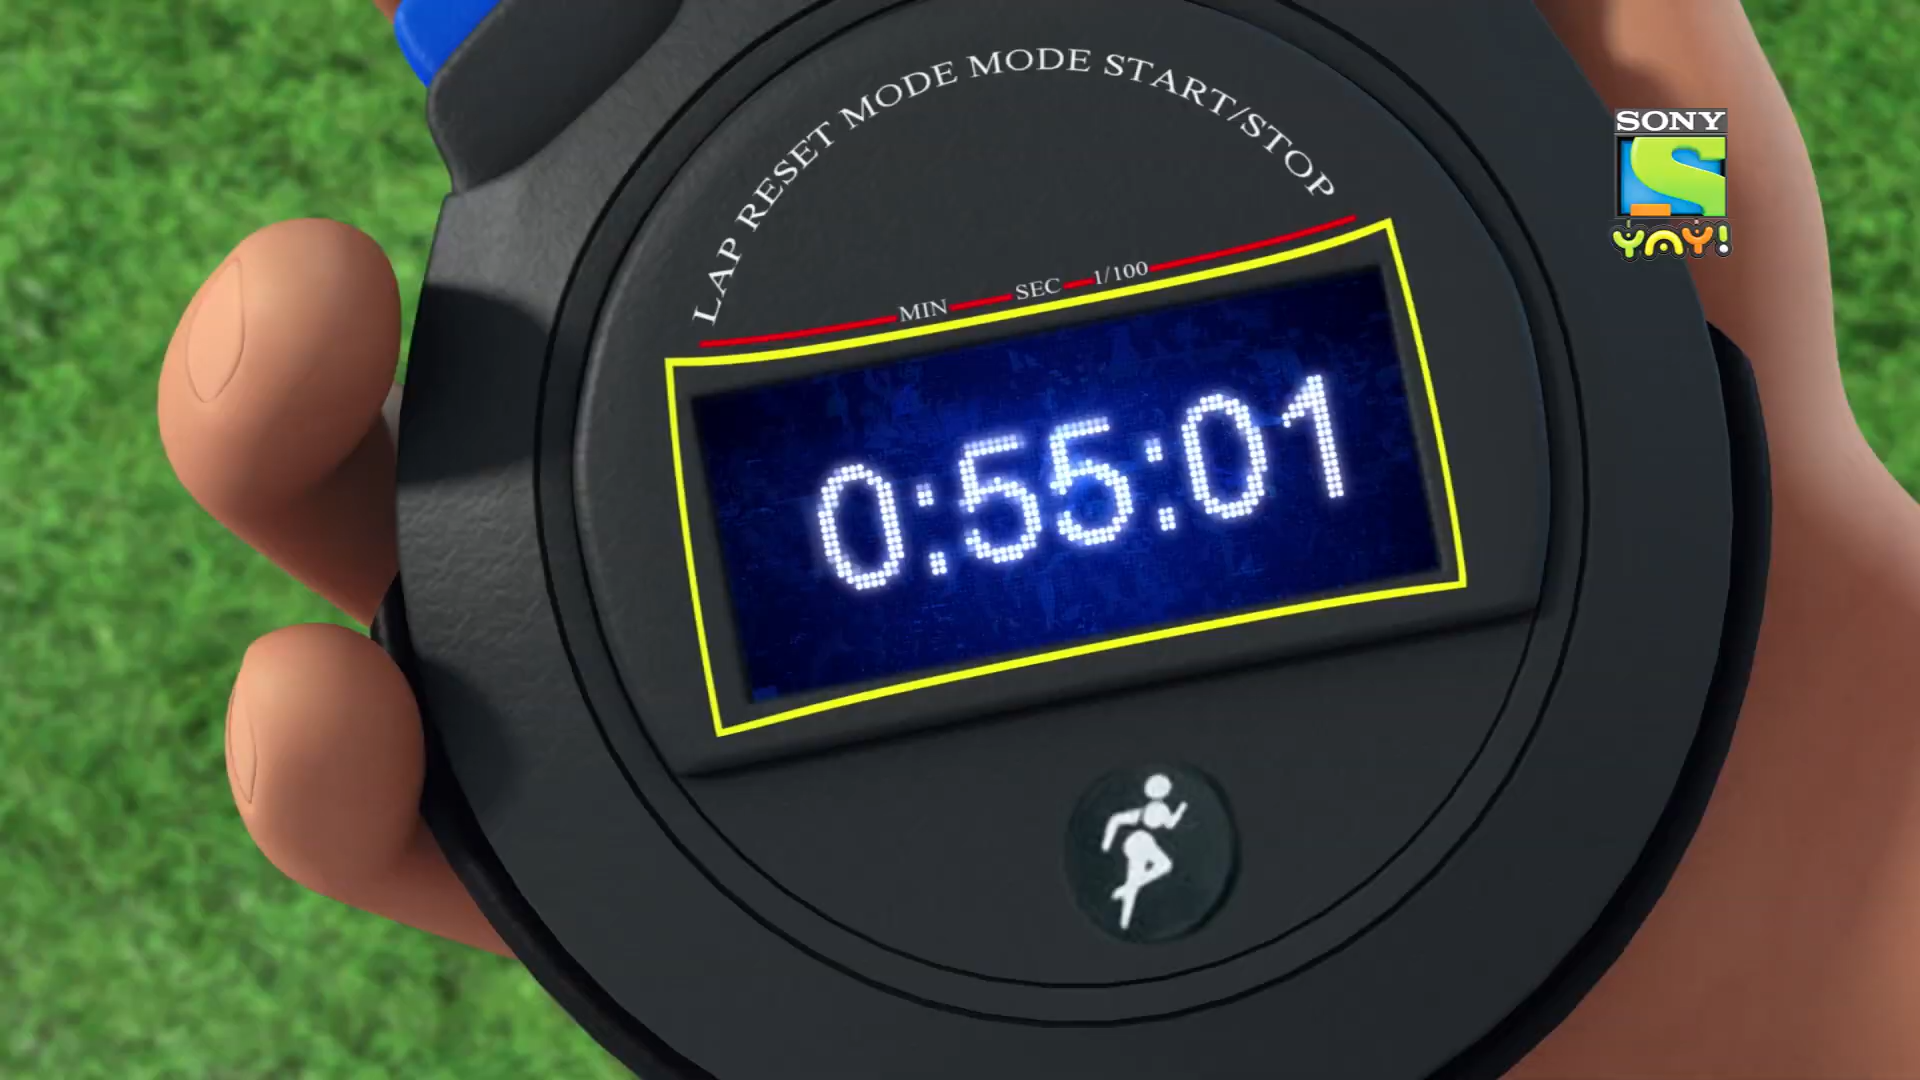 LAP RESET MODE MODE START/STOP
MIN SEC 1/100
0:55:01
SONY
YAY!